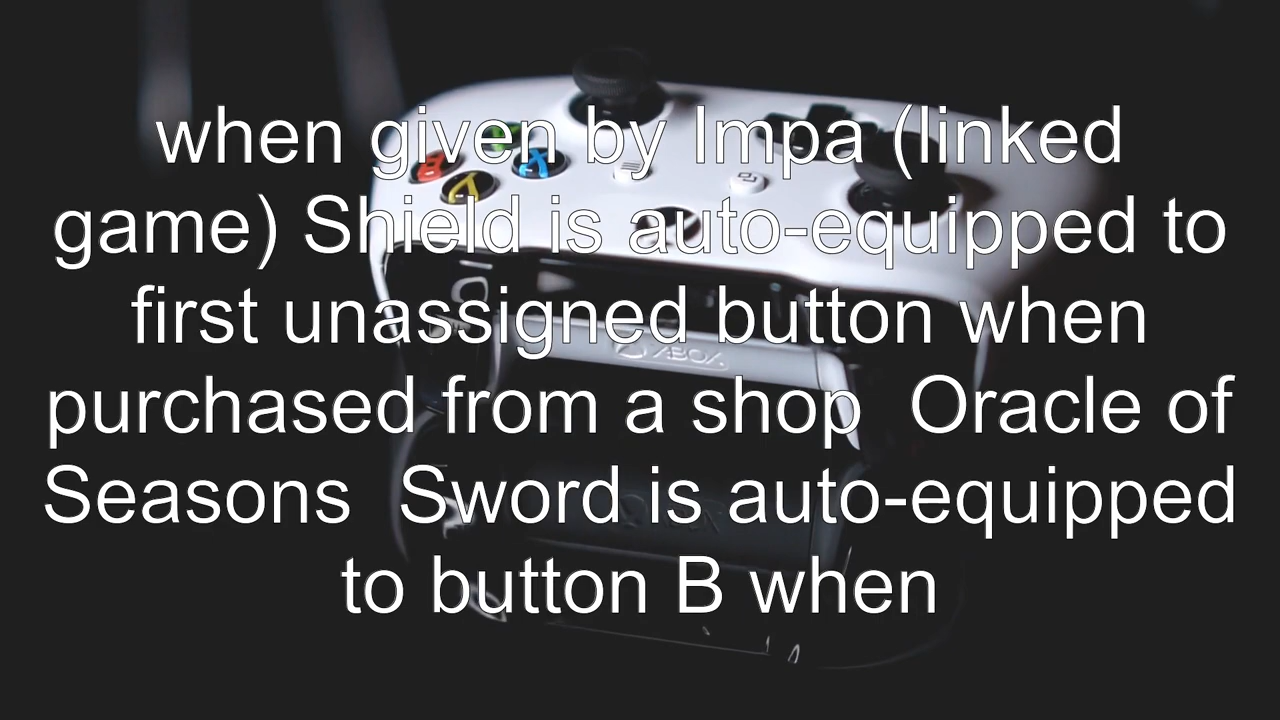 when given by Impa (linked
game) Shield is auto-equipped to
first unassigned button when
purchased from a shop  Oracle of
Seasons  Sword is auto-equipped
to button B when
XBOX